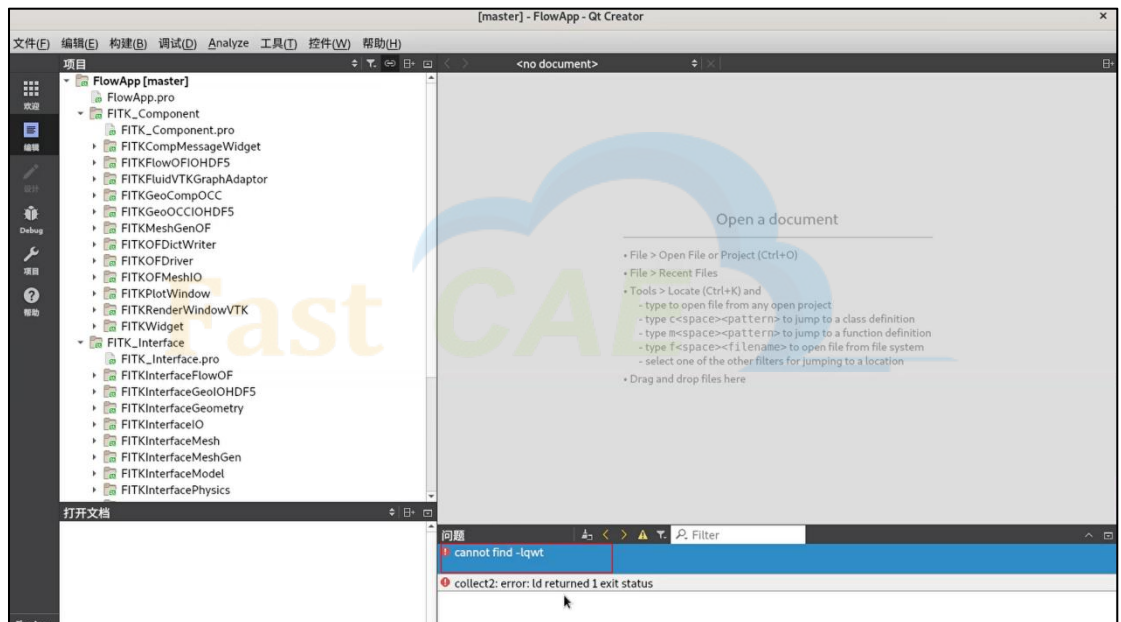 [master] - FlowApp - Qt Creator
×
文件(F) 编辑(E) 构建(B) 调试(D) Analyze 工具(T) 控件(W) 帮助(H)
项目
<no document>
欢迎
编辑
设计
Debug
项目
帮助
FlowApp [master]
FlowApp.pro
FITK_Component
FITK_Component.pro
FITKCompMessageWidget
FITKFlowOFIOHDF5
FITKFluidVTKGraphAdaptor
FITKGeoCompOCC
FITKGeoOCCIOHDF5
FITKMeshGenOF
FITKOFDictWriter
FITKOFDriver
FITKOFMeshIO
FITKPlotWindow
FITKRenderWindowVTK
FITKWidget
FITK_Interface
FITK_Interface.pro
FITKInterfaceFlowOF
FITKInterfaceGeoIOHDF5
FITKInterfaceGeometry
FITKInterfaceIO
FITKInterfaceMesh
FITKInterfaceMeshGen
FITKInterfaceModel
FITKInterfacePhysics
打开文档
Open a document
• File > Open File or Project (Ctrl+O)
• File > Recent Files
• Tools > Locate (Ctrl+K) and
- type to open file from any open project
- type c<space><pattern> to jump to a class definition
- type m<space><pattern> to jump to a function definition
- type f<space><filename> to open file from file system
- select one of the other filters for jumping to a location
• Drag and drop files here
Fast CAE
问题
Filter
cannot find -lqwt
collect2: error: ld returned 1 exit status